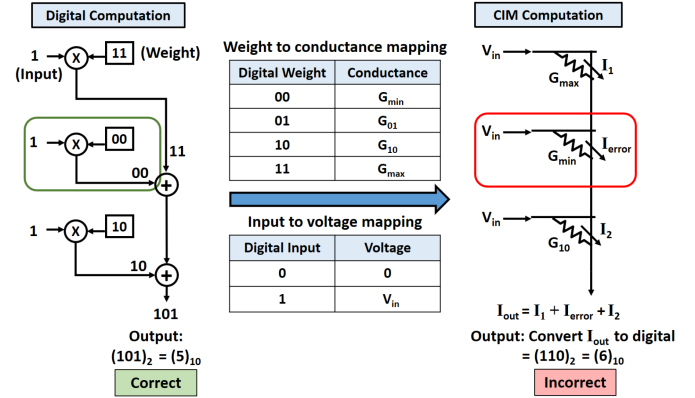 Digital Computation
1 X 11 (Weight)
(Input)
1 X 00
11
00 +
1 X 10
10 +
101
Output:
(101)₂ = (5)₁₀
Correct
Weight to conductance mapping
Digital Weight Conductance
00 Gmin
01 G01
10 G10
11 Gmax
Input to voltage mapping
Digital Input Voltage
0 0
1 Vin
CIM Computation
Vin I1
Gmax
Vin Ierror
Gmin
Vin I2
G10
Iout = I1 + Ierror + I2
Output: Convert Iout to digital
= (110)₂ = (6)₁₀
Incorrect